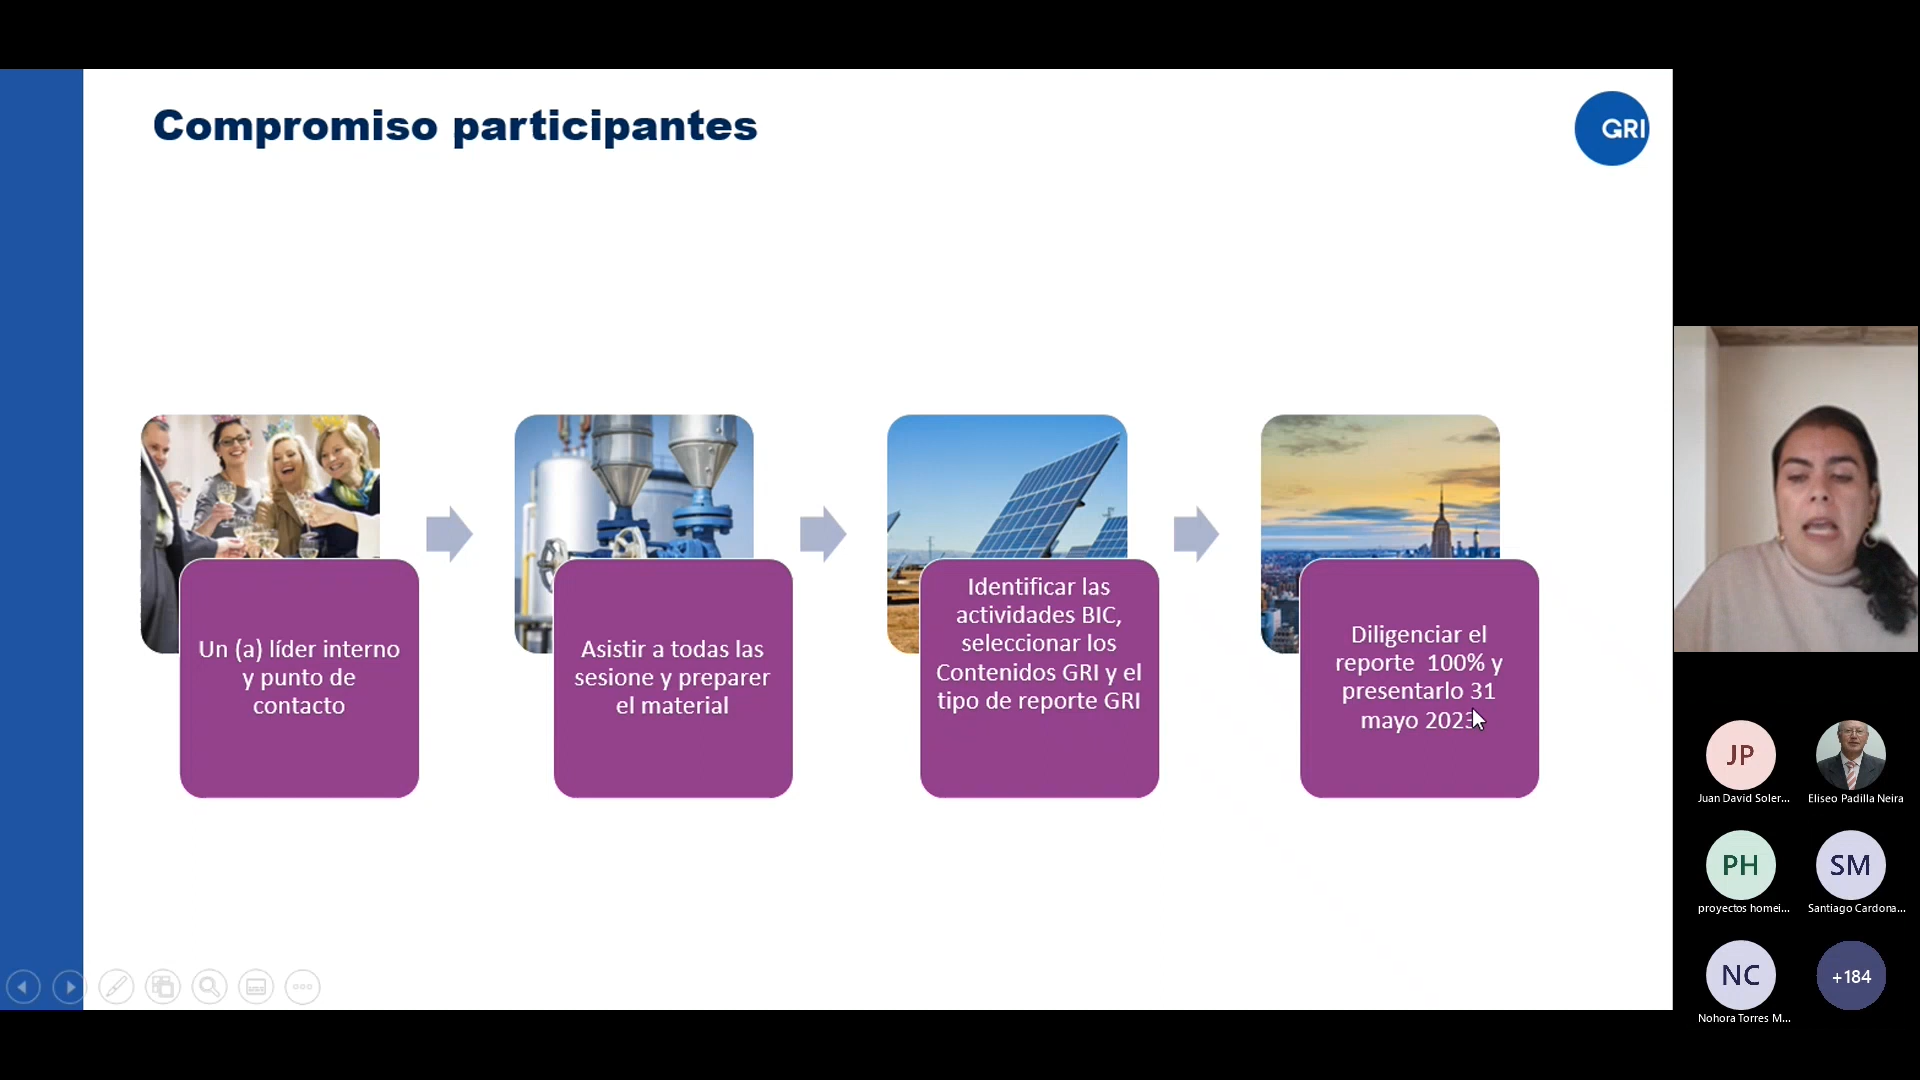 Compromiso participantes
GRI
Un (a) líder interno
y punto de
contacto
Asistir a todas las
sesione y preparer
el material
Identificar las
actividades BIC,
seleccionar los
Contenidos GRI y el
tipo de reporte GRI
Diligenciar el
reporte 100% y
presentarlo 31
mayo 2023
JP
Juan David Soler...
Eliseo Padilla Neira
PH
proyectos homei...
SM
Santiago Cardona...
NC
Nohora Torres M...
+184